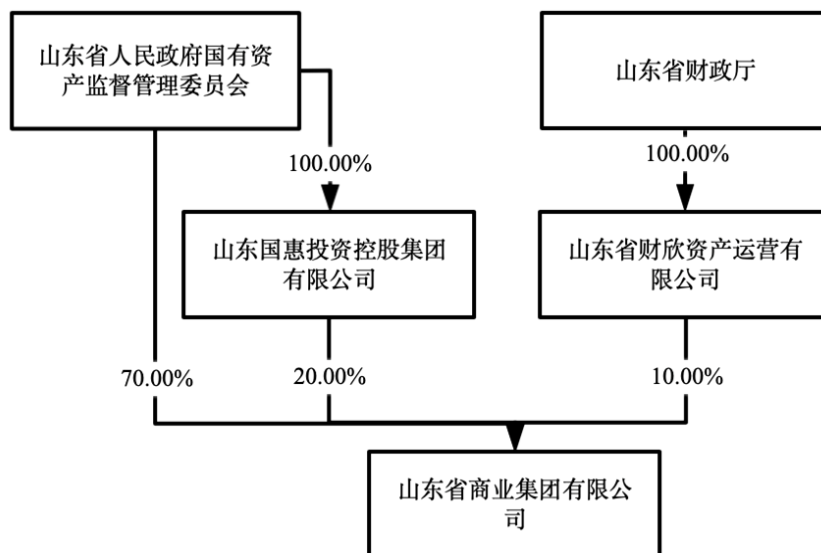 山东省人民政府国有资
产监督管理委员会
山东省财政厅
100.00%
100.00%
山东国惠投资控股集团
有限公司
山东省财欣资产运营有
限公司
70.00%
20.00%
10.00%
山东省商业集团有限公
司